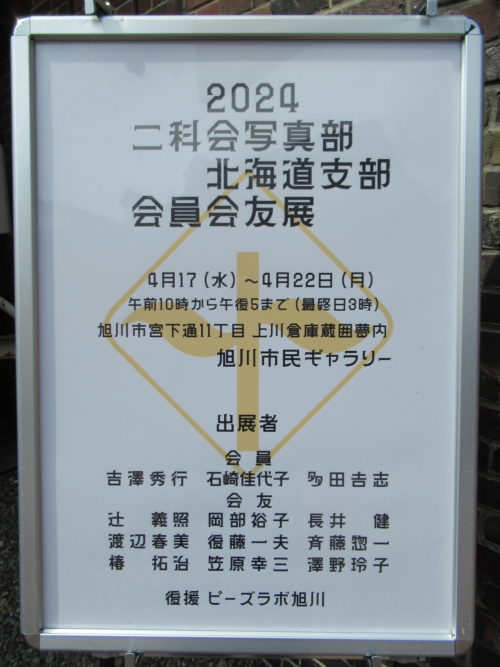 2024
二科会写真部
北海道支部
会員会友展
4月17(水)～4月22日(月)
午前10時から午後5まで(最終日3時)
旭川市宮下通11丁目 上川倉庫蔵囲夢内
旭川市民ギャラリー
出展者
会員
吉澤秀行 石崎佳代子 多田吉志
会友
辻 義照 岡部裕子 長井 健
渡辺春美 後藤一夫 斉藤惣一
椿 拓治 笠原幸三 澤野玲子
後援 ピーズラボ旭川